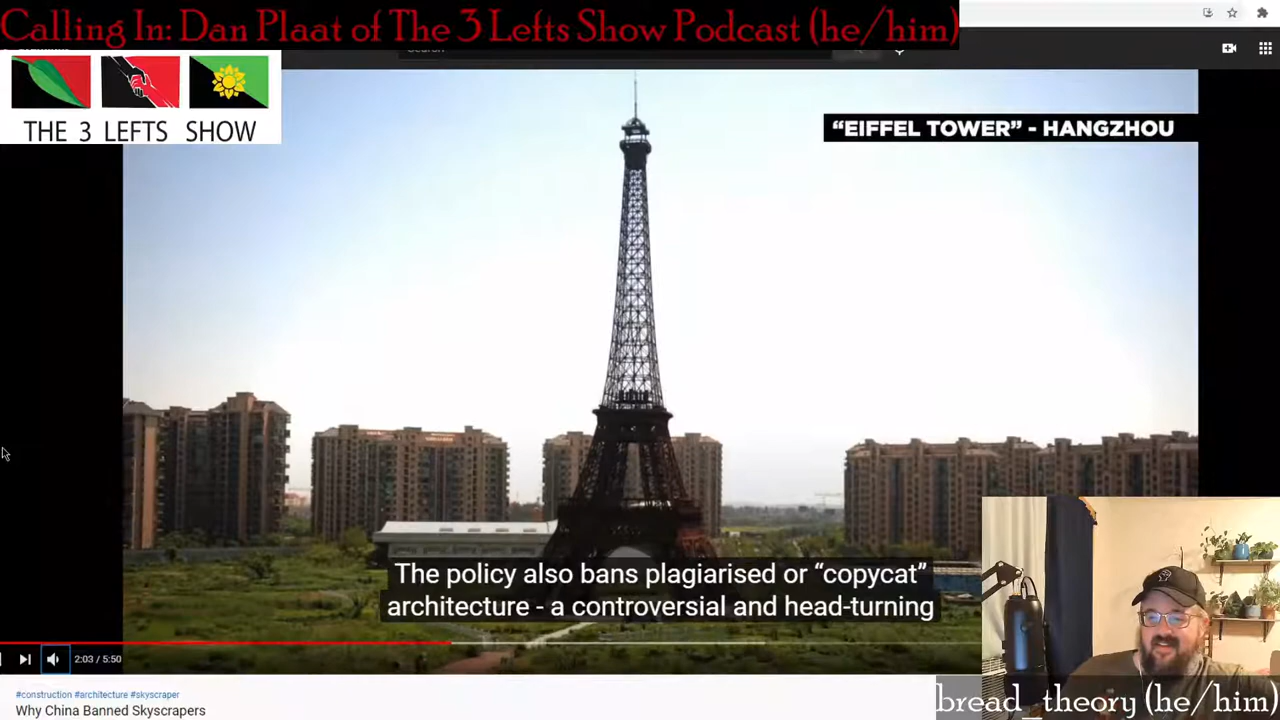 Calling In: Dan Plaat of The 3 Lefts Show Podcast (he/him)
Search
THE 3 LEFTS SHOW
"EIFFEL TOWER" - HANGZHOU
The policy also bans plagiarised or “copycat”
architecture - a controversial and head-turning
2:03 / 5:50
#construction #architecture #skyscraper
Why China Banned Skyscrapers
bread_theory (he/him)